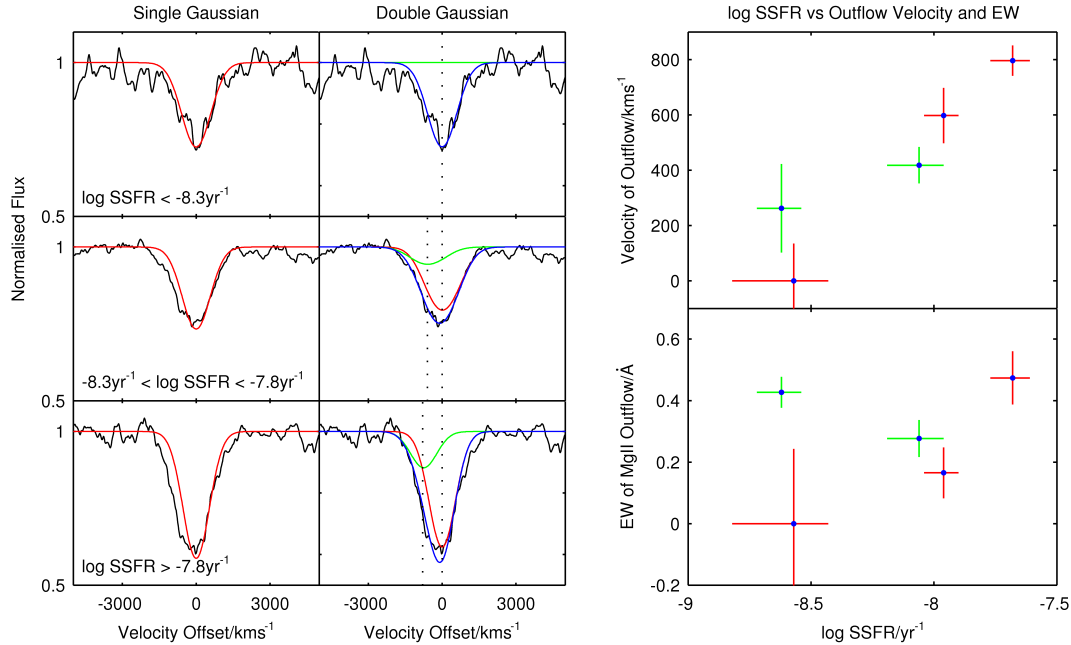 Single Gaussian
Double Gaussian
log SSFR vs Outflow Velocity and EW
Normalised Flux
1
log SSFR < -8.3yr⁻¹
0.5
1
-8.3yr⁻¹ < log SSFR < -7.8yr⁻¹
0.5
1
log SSFR > -7.8yr⁻¹
0.5
-3000 0 3000
-3000 0 3000
Velocity Offset/kms⁻¹
Velocity Offset/kms⁻¹
Velocity of Outflow/kms⁻¹
800
600
400
200
0
EW of MgII Outflow/Å
0.6
0.4
0.2
0
-0.2
-9 -8.5 -8 -7.5
log SSFR/yr⁻¹